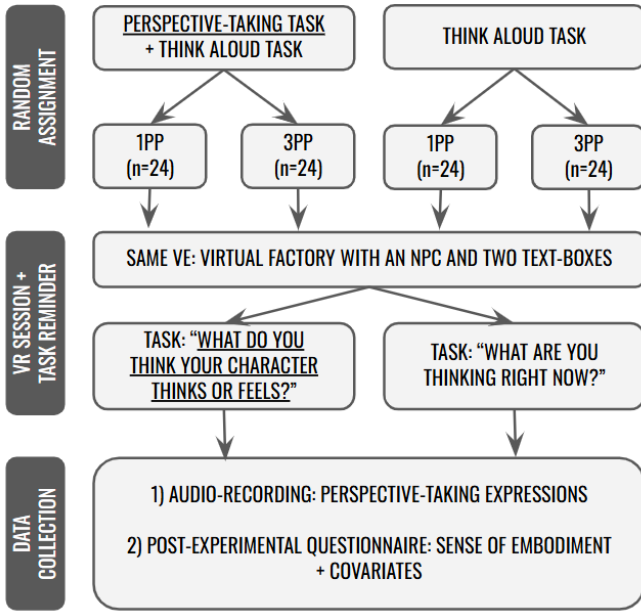 RANDOM
ASSIGNMENT
PERSPECTIVE-TAKING TASK
+ THINK ALOUD TASK
THINK ALOUD TASK
1PP
(n=24)
3PP
(n=24)
1PP
(n=24)
3PP
(n=24)
VR SESSION +
TASK REMINDER
SAME VE: VIRTUAL FACTORY WITH AN NPC AND TWO TEXT-BOXES
TASK: “WHAT DO YOU
THINK YOUR CHARACTER
THINKS OR FEELS?”
TASK: “WHAT ARE YOU
THINKING RIGHT NOW?”
DATA
COLLECTION
1) AUDIO-RECORDING: PERSPECTIVE-TAKING EXPRESSIONS
2) POST-EXPERIMENTAL QUESTIONNAIRE: SENSE OF EMBODIMENT
+ COVARIATES